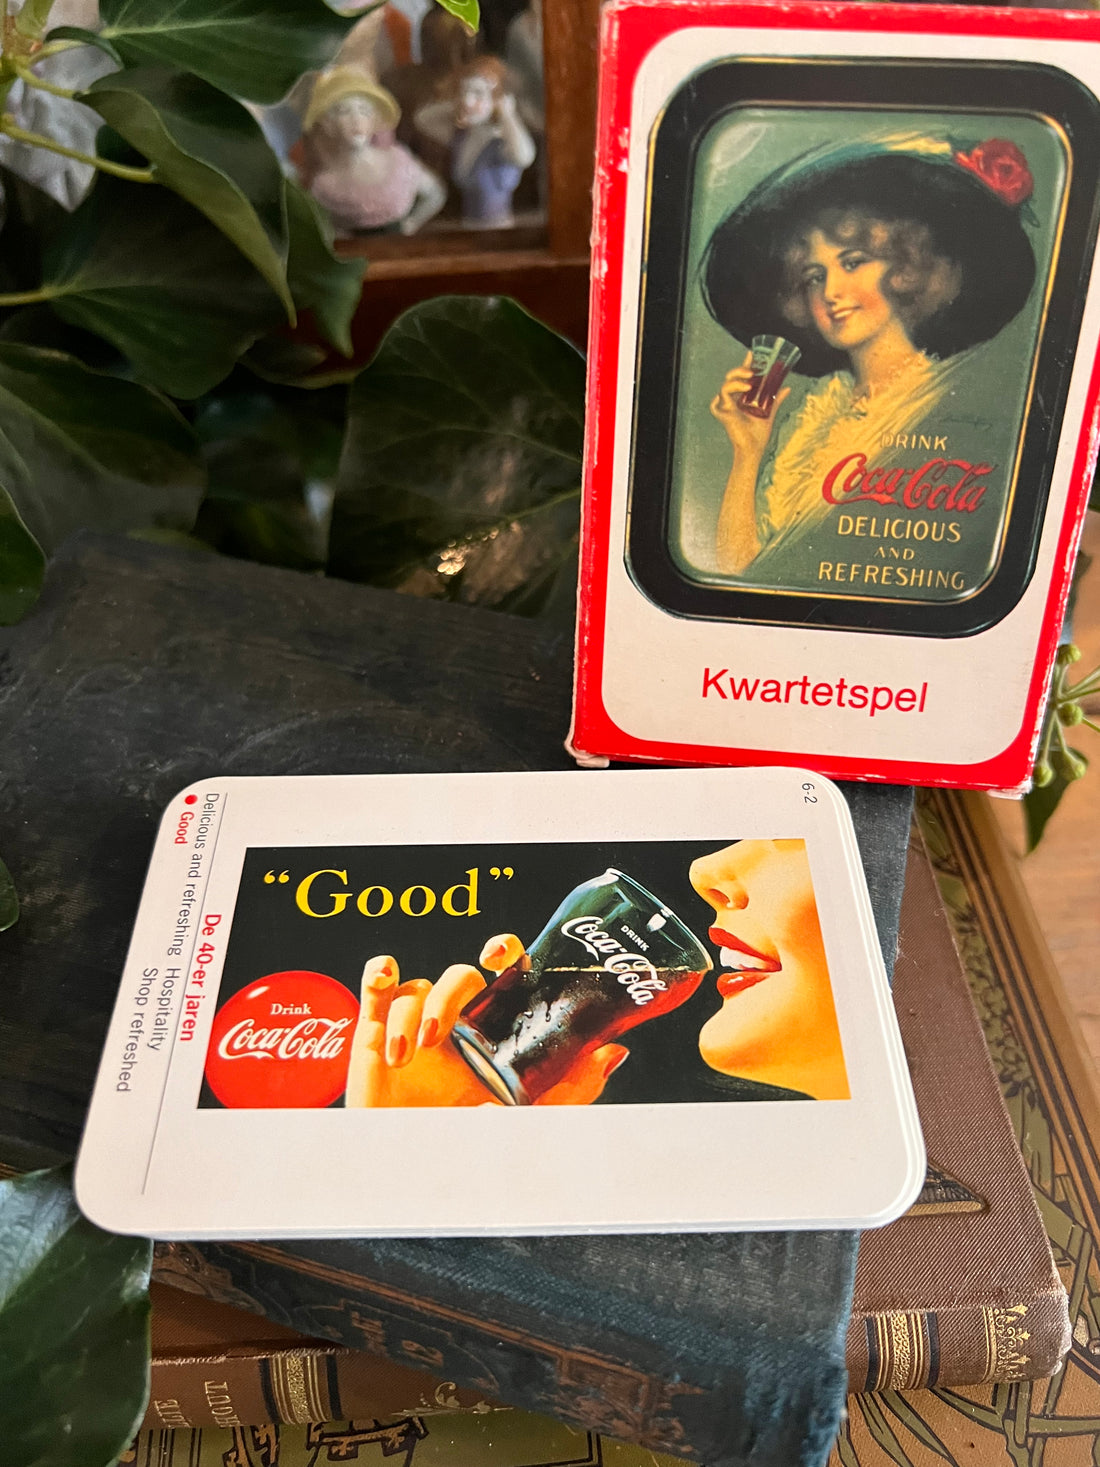 DRINK
Coca-Cola
DELICIOUS
AND
REFRESHING
Kwartetspel
6-2
De 40-er jaren
Delicious and refreshing Hospitality
● Good Shop refreshed
"Good"
DRINK
Coca-Cola
Drink
Coca-Cola